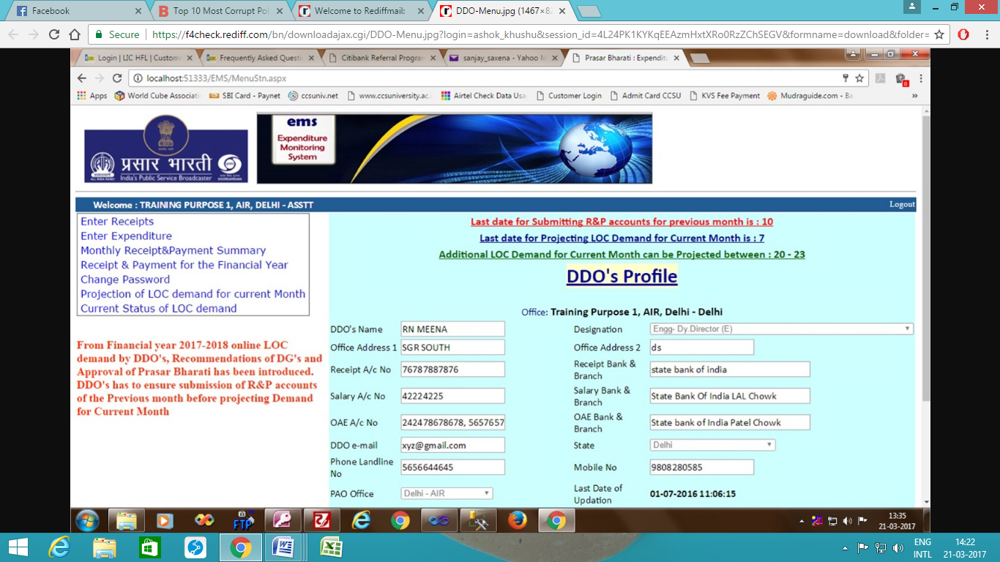 Facebook
Top 10 Most Corrupt Pol
Welcome to Rediffmail:
DDO-Menu.jpg (1467×82
Secure https://f4check.rediff.com/bn/downloadajax.cgi/DDO-Menu.jpg?login=ashok_khushu&session_id=4L24PK1KYKqEEAzmHxtXRo0RzZChSEGV&formname=download&folder=
Login | LIC HFL | Custom
Frequently Asked Questi
Citibank Referral Progran
sanjay_saxena - Yahoo M
Prasar Bharati : Expenditu
localhost:51333/EMS/MenuStn.aspx
Apps World Cube Associati SBI Card - Paynet ccsuniv.net www.ccsuniversity.ac. Airtel Check Data Usa Customer Login Admit Card CCSU KVS Fee Payment Mudraguide.com - Ba »
प्रसार भारती
India's Public Service Broadcaster
ALL INDIA RADIO
DOORDARSHAN
ems
Expenditure
Monitoring
System
Welcome : TRAINING PURPOSE 1, AIR, DELHI - ASSTT Logout
Enter Receipts
Enter Expenditure
Monthly Receipt&Payment Summary
Receipt & Payment for the Financial Year
Change Password
Projection of LOC demand for current Month
Current Status of LOC demand
From Financial year 2017-2018 online LOC
demand by DDO's, Recommendations of DG's and
Approval of Prasar Bharati has been introduced.
DDO's has to ensure submission of R&P accounts
of the Previous month before projecting Demand
for Current Month
Last date for Submitting R&P accounts for previous month is : 10
Last date for Projecting LOC Demand for Current Month is : 7
Additional LOC Demand for Current Month can be Projected between : 20 - 23
DDO's Profile
Office: Training Purpose 1, AIR, Delhi - Delhi
DDO's Name RN MEENA Designation Engg- Dy.Director (E)
Office Address 1 SGR SOUTH Office Address 2 ds
Receipt A/c No 76787887876 Receipt Bank &
Branch state bank of india
Salary A/c No 42224225 Salary Bank &
Branch State Bank Of India LAL Chowk
OAE A/c No 242478678678, 5657657 OAE Bank &
Branch State bank of India Patel Chowk
DDO e-mail xyz@gmail.com State Delhi
Phone Landline
No 5656644645 Mobile No 9808280585
PAO Office Delhi - AIR Last Date of
Updation 01-07-2016 11:06:15
FTP
13:35
21-03-2017
ENG
INTL
14:22
21-03-2017